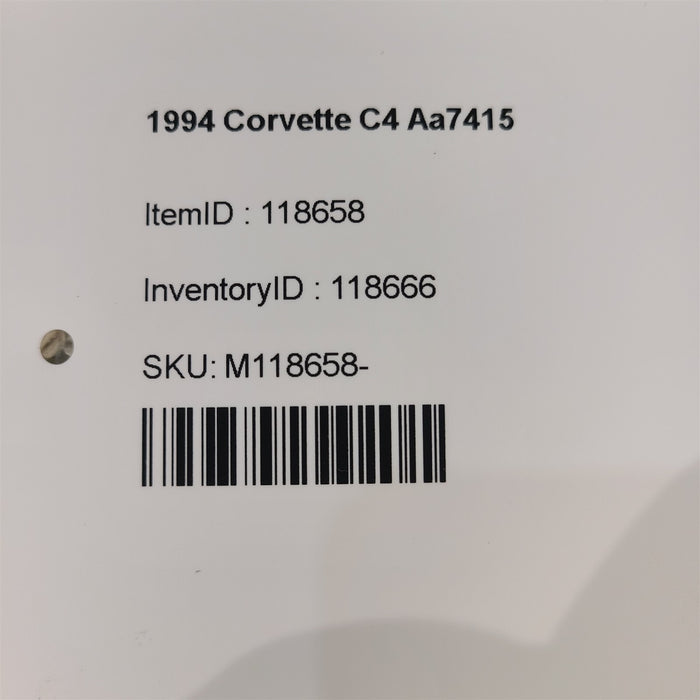 1994 Corvette C4 Aa7415
ItemID : 118658
InventoryID : 118666
SKU: M118658-